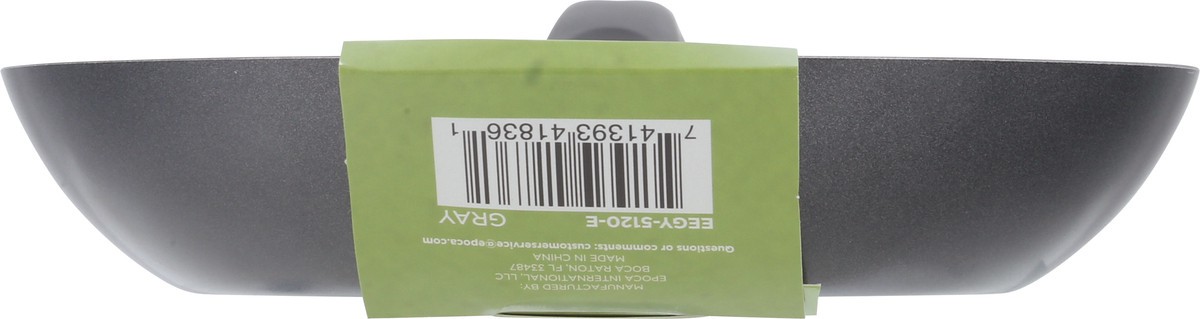 MANUFACTURED BY:
EPOCA INTERNATIONAL, LLC
BOCA RATON, FL 33487
MADE IN CHINA
Questions or comments: customerservice@epoca.com
EEGY-5120-E GRAY
7 41393 41836 1